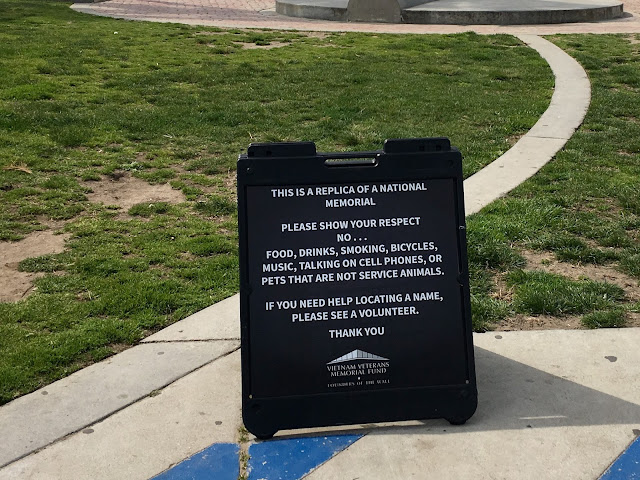 THIS IS A REPLICA OF A NATIONAL
MEMORIAL
PLEASE SHOW YOUR RESPECT
NO . . .
FOOD, DRINKS, SMOKING, BICYCLES,
MUSIC, TALKING ON CELL PHONES, OR
PETS THAT ARE NOT SERVICE ANIMALS.
IF YOU NEED HELP LOCATING A NAME,
PLEASE SEE A VOLUNTEER.
THANK YOU
VIETNAM VETERANS
MEMORIAL FUND
FOUNDERS OF THE WALL